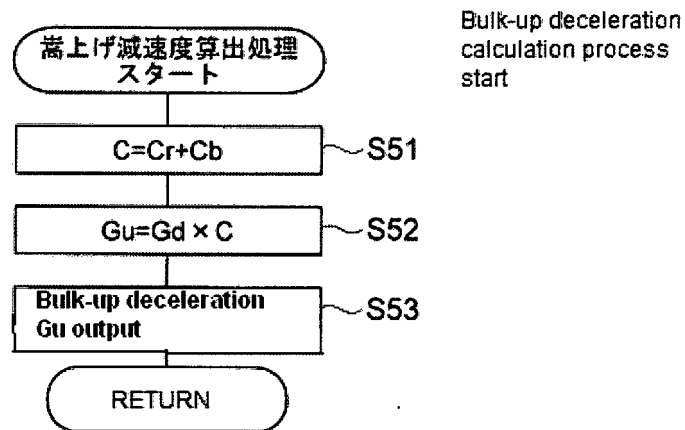 嵩上げ減速度算出処理
スタート
Bulk-up deceleration
calculation process
start
C=Cr+Cb
S51
Gu=Gd × C
S52
Bulk-up deceleration
Gu output
S53
RETURN